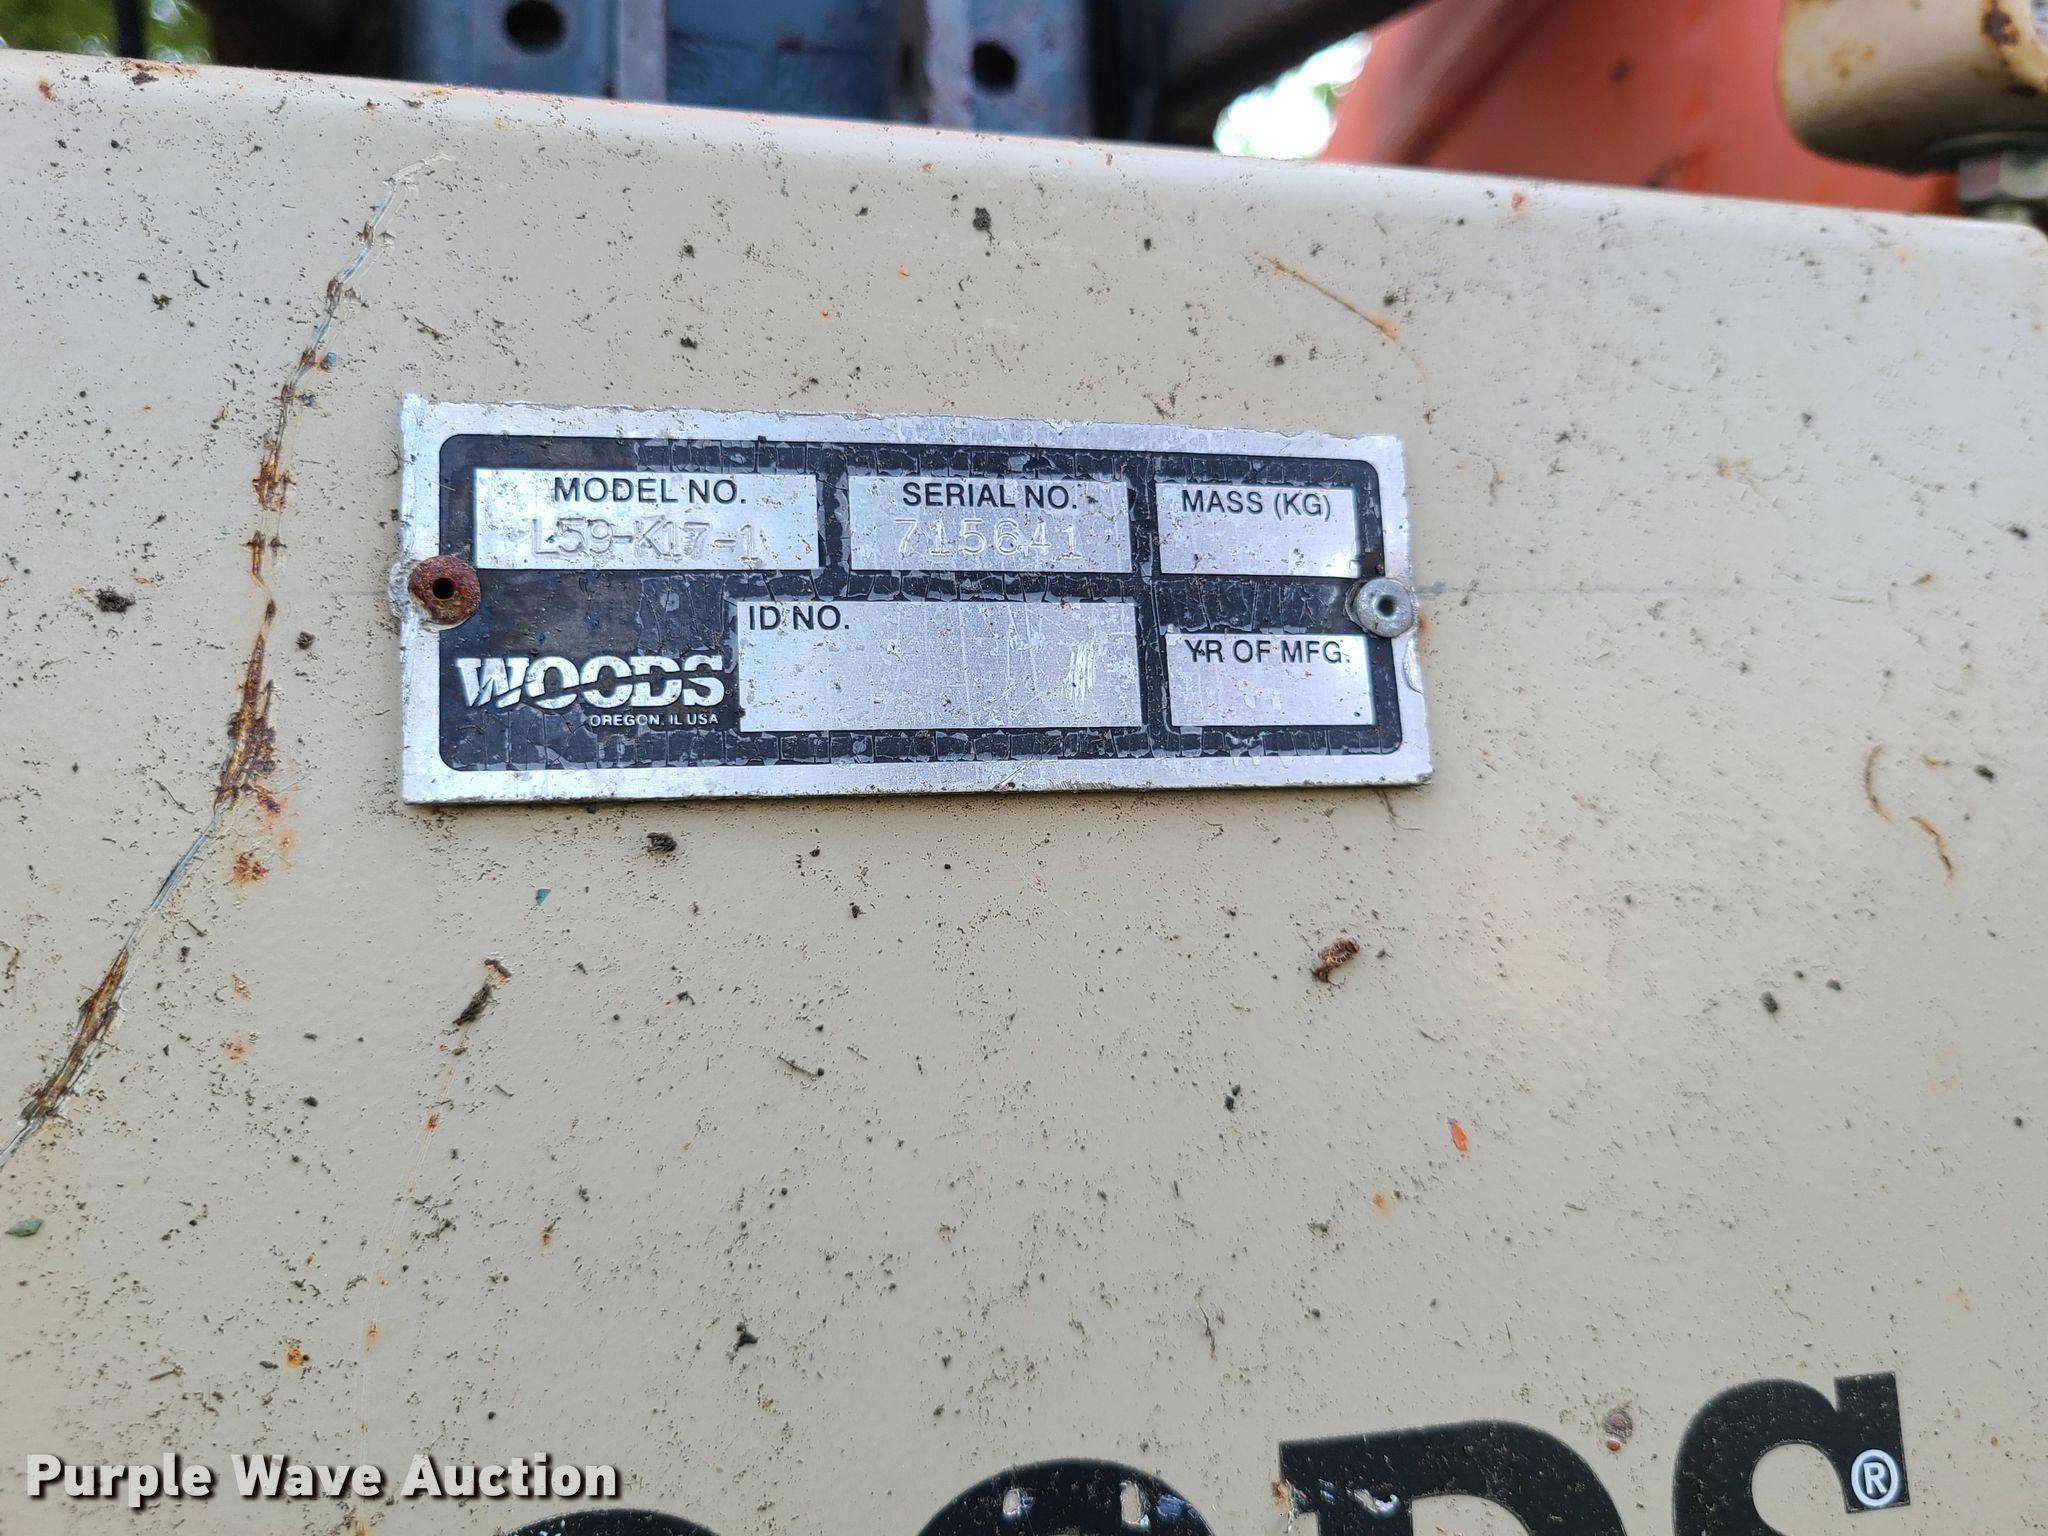 MODEL NO.
L59-K17-1
SERIAL NO.
715641
MASS (KG)
WOODS
OREGON, IL USA
ID NO.
YR OF MFG.
®
Purple Wave Auction